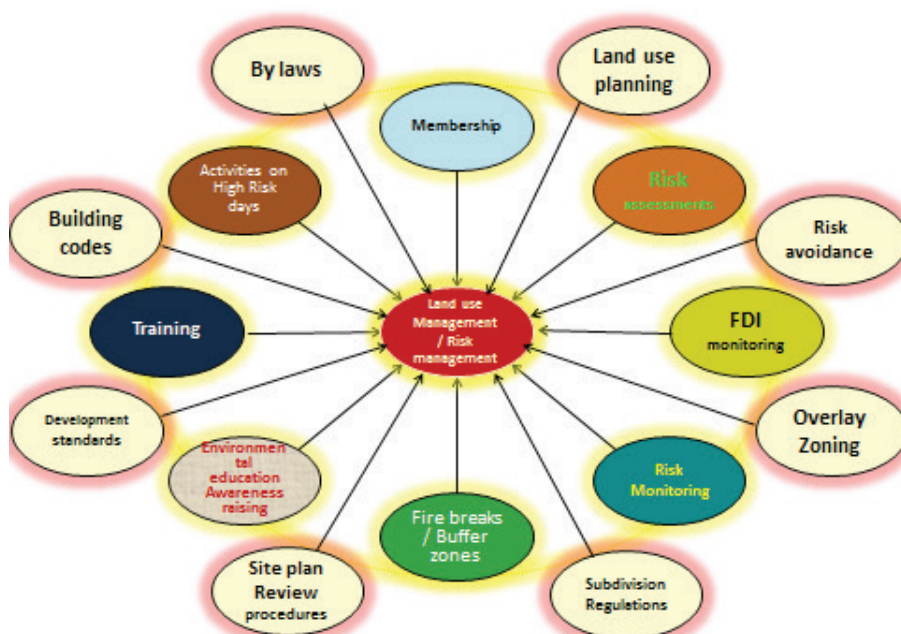 By laws
Land use
planning
Membership
Activities on
High Risk
days
Risk
assessments
Building
codes
Risk
avoidance
Land use
Management
/ Risk
management
Training
FDI
monitoring
Development
standards
Overlay
Zoning
Environmen
tal
education
Awareness
raising
Risk
Monitoring
Fire breaks
/ Buffer
zones
Site plan
Review
procedures
Subdivision
Regulations